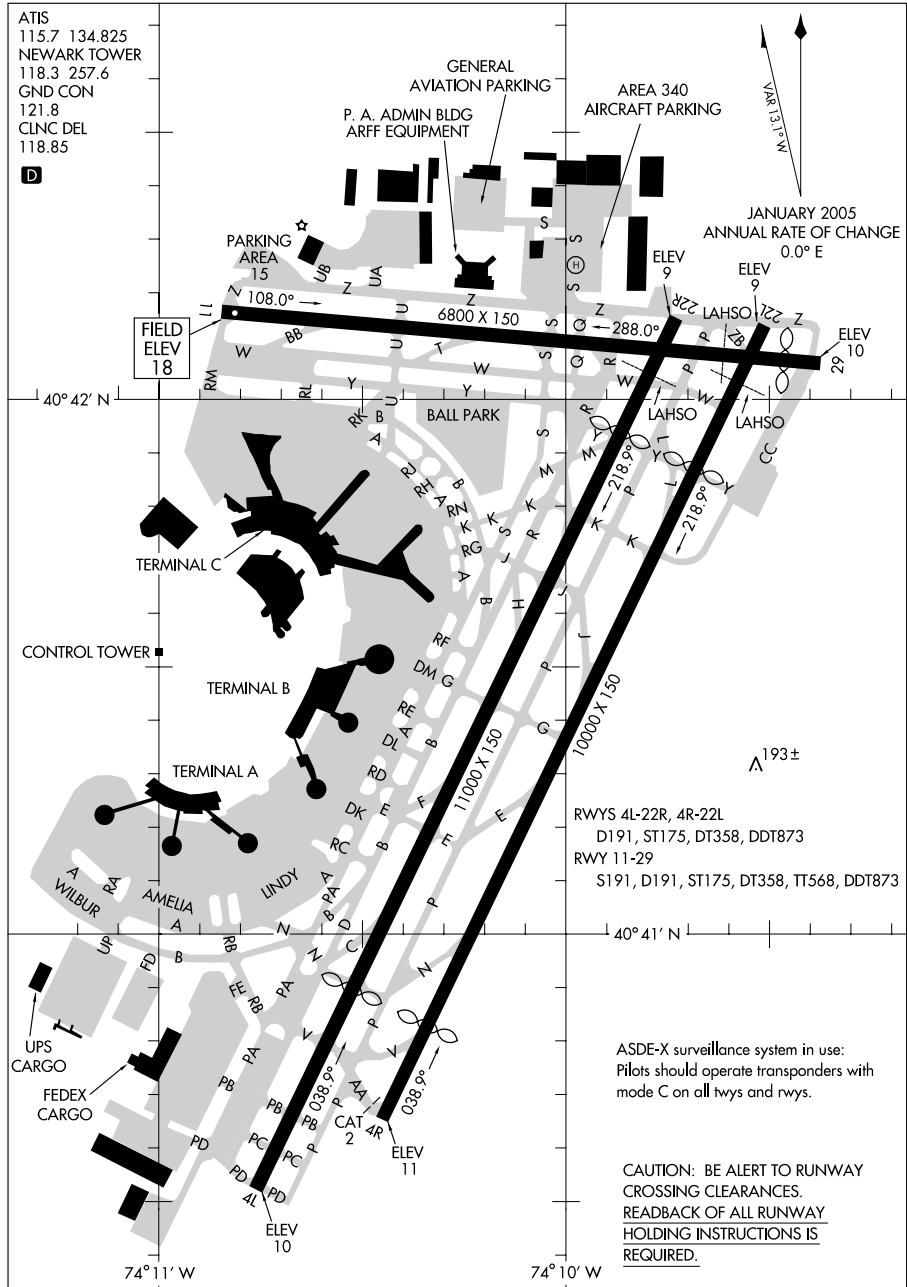 ATIS
115.7 134.825
NEWARK TOWER
118.3 257.6
GND CON
121.8
CLNC DEL
118.85
D
GENERAL
AVIATION PARKING
P. A. ADMIN BLDG
ARFF EQUIPMENT
AREA 340
AIRCRAFT PARKING
VAR 13.1° W
JANUARY 2005
ANNUAL RATE OF CHANGE
0.0° E
PARKING
AREA
15
UB
UA
Z
Z
Z
Z
Z
S
S
S
H
ELEV
9
ELEV
9
22R
22L
LAHSO
ZB
LL
108.0°
6800 X 150
288.0°
FIELD
ELEV
18
ELEV
10
29
W
BB
U
U
T
W
S
S
Q
Q
R
W
P
P
W
RM
RL
Y
Y
U
40° 42' N
BALL PARK
LAHSO
LAHSO
RK
B
A
S
R
Y
M
M
L
Y
L
Y
CC
RJ
RH
A
RN
B
K
RG
A
K
K
S
J
R
P
K
K
218.9°
218.9°
TERMINAL C
B
H
J
J
CONTROL TOWER
RF
DM
G
P
TERMINAL B
RE
A
DL
B
G
11000 X 150
10000 X 150
193±
TERMINAL A
RD
DK
E
F
E
E
RC
B
RWYS 4L-22R, 4R-22L
D191, ST175, DT358, DDT873
RWY 11-29
S191, D191, ST175, DT358, TT568, DDT873
A
RA
WILBUR
AMELIA
LINDY
A
PA
B
D
C
P
A
Z
N
N
40° 41' N
UP
FD
B
RB
FE
RB
PA
V
P
V
UPS
CARGO
FEDEX
CARGO
PA
PB
PB
PB
PC
PC
PD
PD
PD
P
P
AA
CAT
2
4R
4L
038.9°
038.9°
ELEV
11
ELEV
10
ASDE-X surveillance system in use:
Pilots should operate transponders with
mode C on all twys and rwys.
CAUTION: BE ALERT TO RUNWAY
CROSSING CLEARANCES.
READBACK OF ALL RUNWAY
HOLDING INSTRUCTIONS IS
REQUIRED.
74° 11' W
74° 10' W